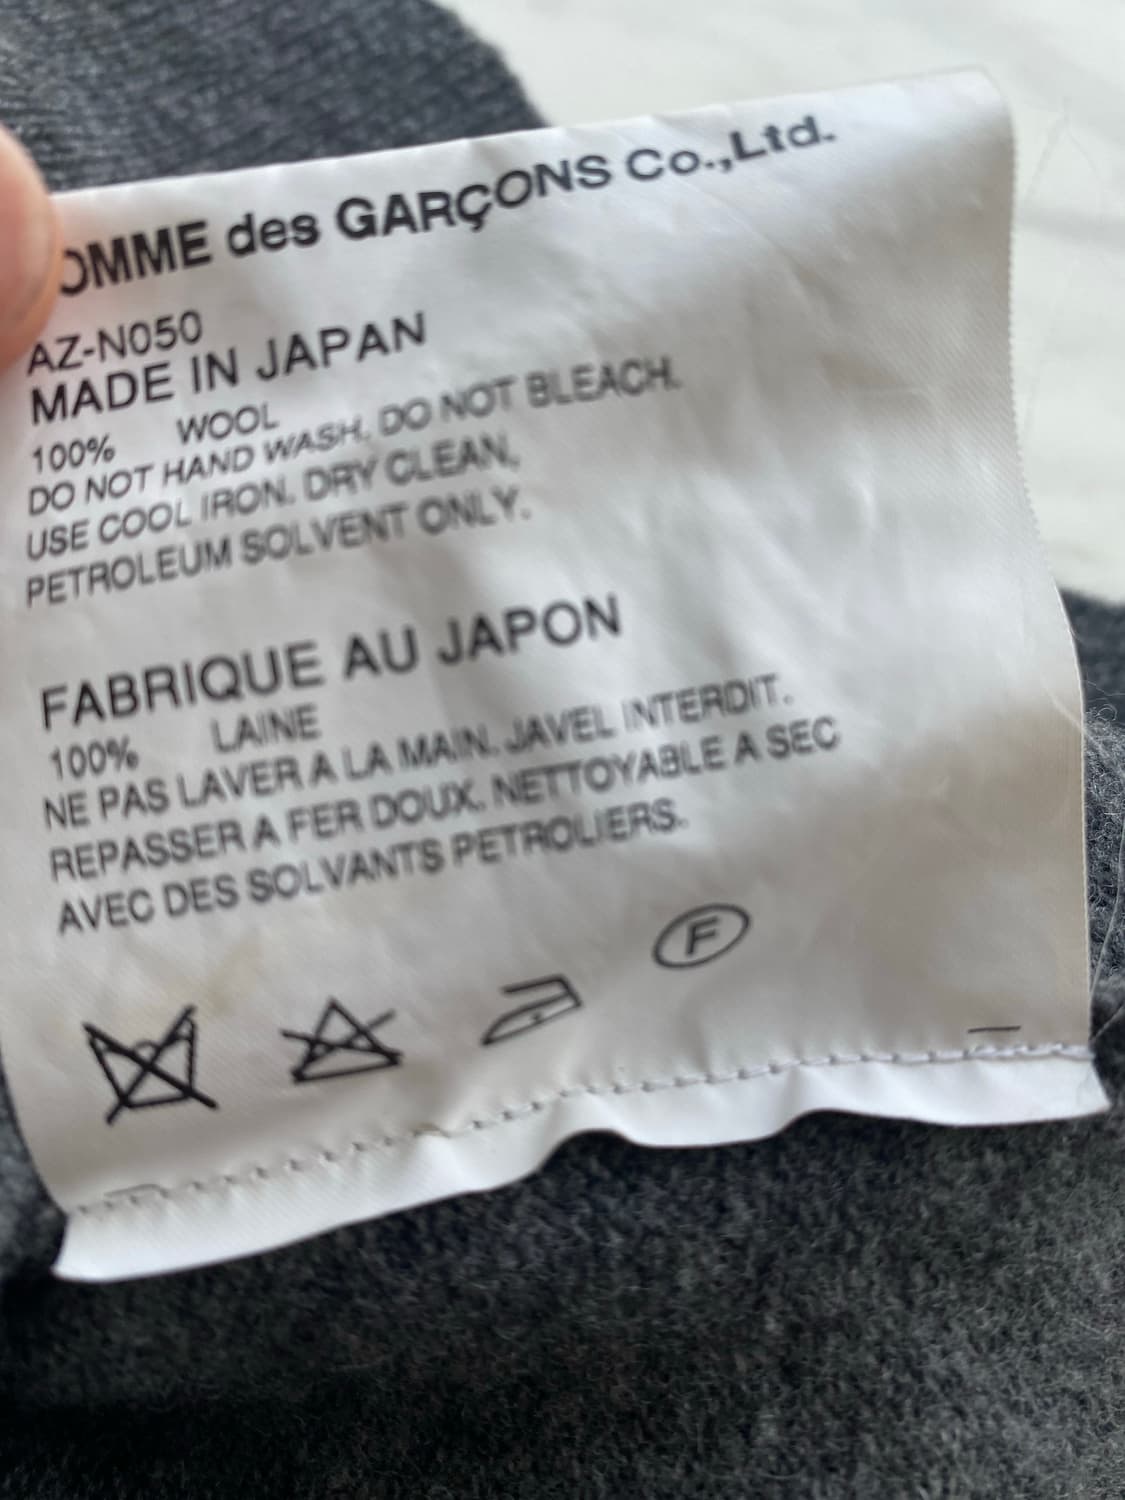 OMME des GARÇONS Co.,Ltd.
AZ-N050
MADE IN JAPAN
100% WOOL
DO NOT HAND WASH. DO NOT BLEACH.
USE COOL IRON. DRY CLEAN,
PETROLEUM SOLVENT ONLY.
FABRIQUE AU JAPON
100% LAINE
NE PAS LAVER A LA MAIN. JAVEL INTERDIT.
REPASSER A FER DOUX. NETTOYABLE A SEC
AVEC DES SOLVANTS PETROLIERS.
F